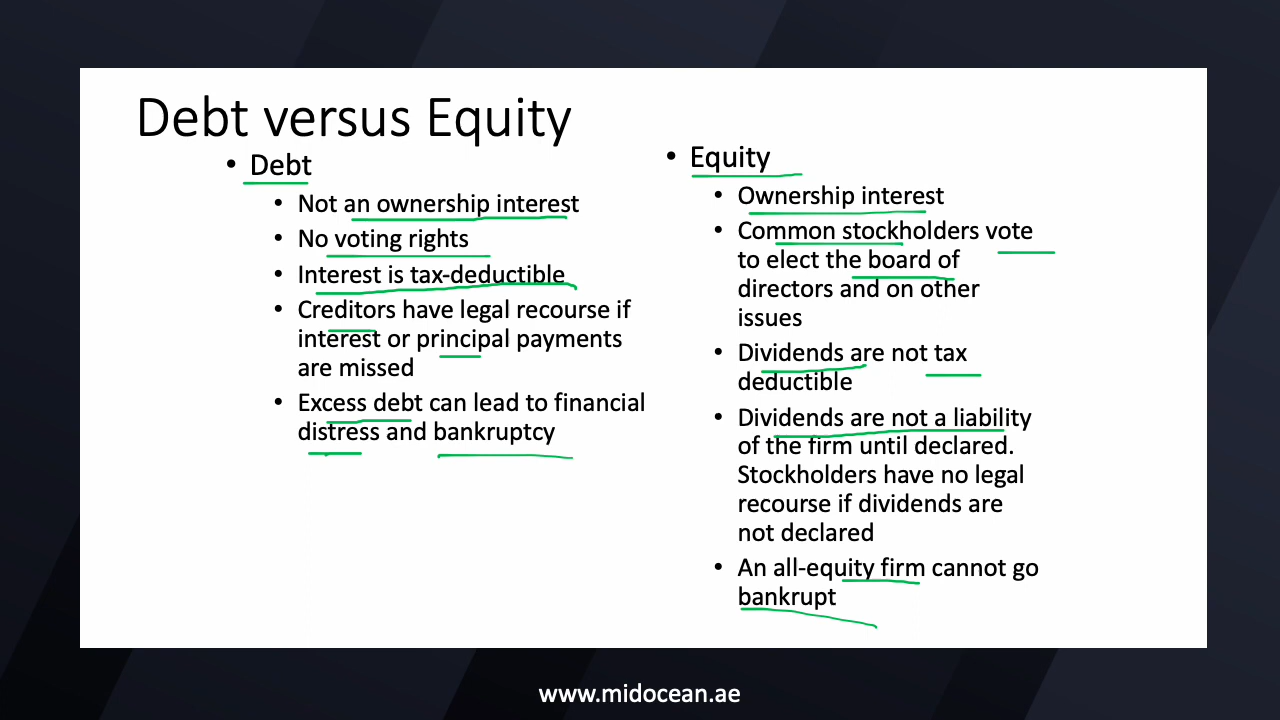 Debt versus Equity
• Debt
• Not an ownership interest
• No voting rights
• Interest is tax-deductible
• Creditors have legal recourse if
interest or principal payments
are missed
• Excess debt can lead to financial
distress and bankruptcy
• Equity
• Ownership interest
• Common stockholders vote
to elect the board of
directors and on other
issues
• Dividends are not tax
deductible
• Dividends are not a liability
of the firm until declared.
Stockholders have no legal
recourse if dividends are
not declared
• An all-equity firm cannot go
bankrupt
www.midocean.ae